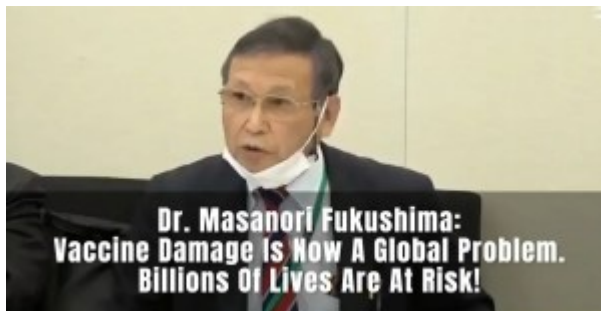 Dr. Masanori Fukushima:
Vaccine Damage Is Now A Global Problem.
Billions Of Lives Are At Risk!